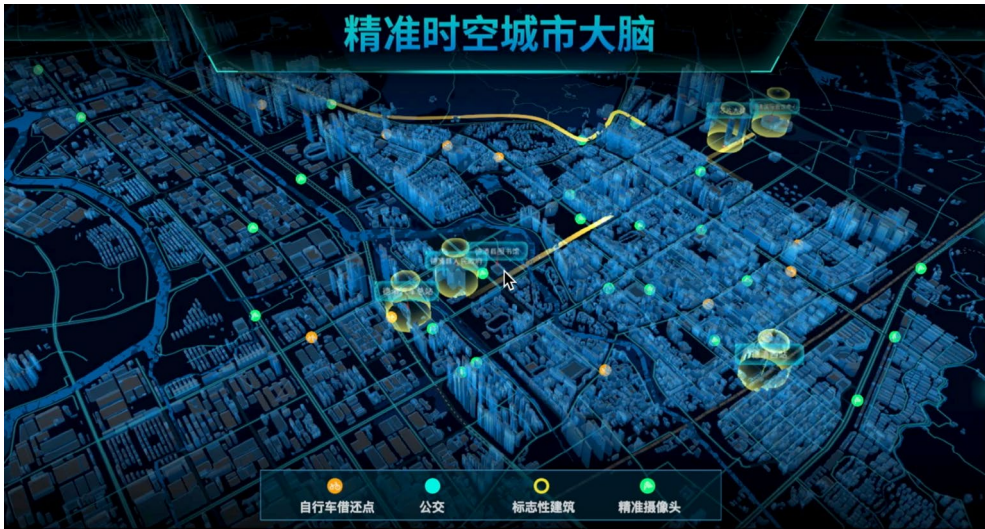 精准时空城市大脑
自行车借还点
公交
标志性建筑
精准摄像头